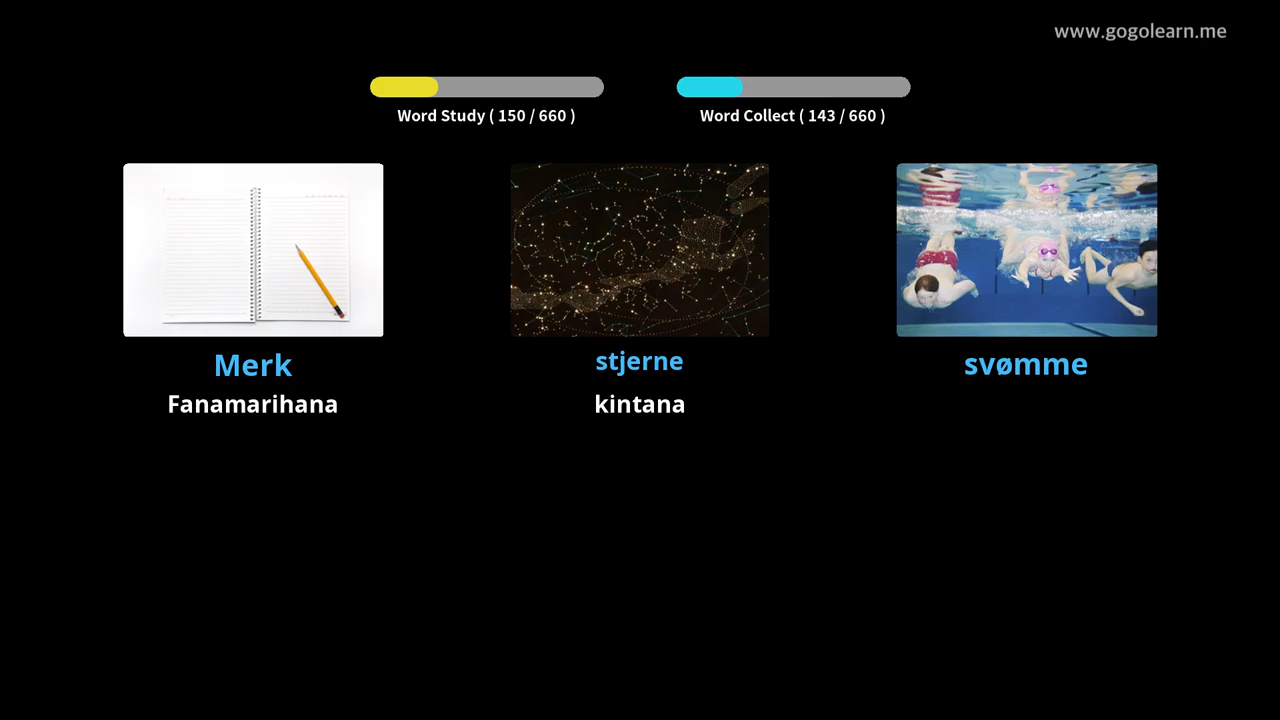 www.gogolearn.me
Word Study ( 150 / 660 )
Word Collect ( 143 / 660 )
Merk
stjerne
svømme
Fanamarihana
kintana